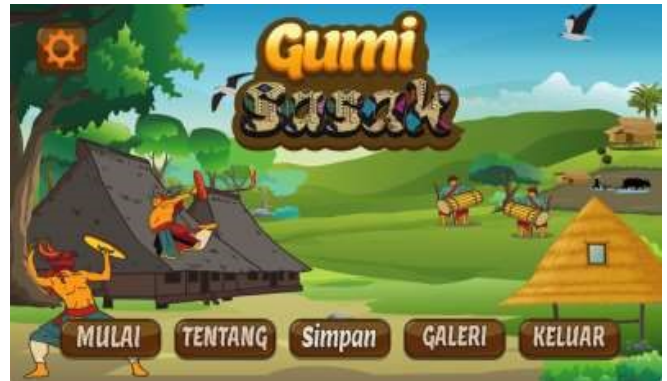 Gumi
Sasak
MULAI
TENTANG
Simpan
GALERI
KELUAR